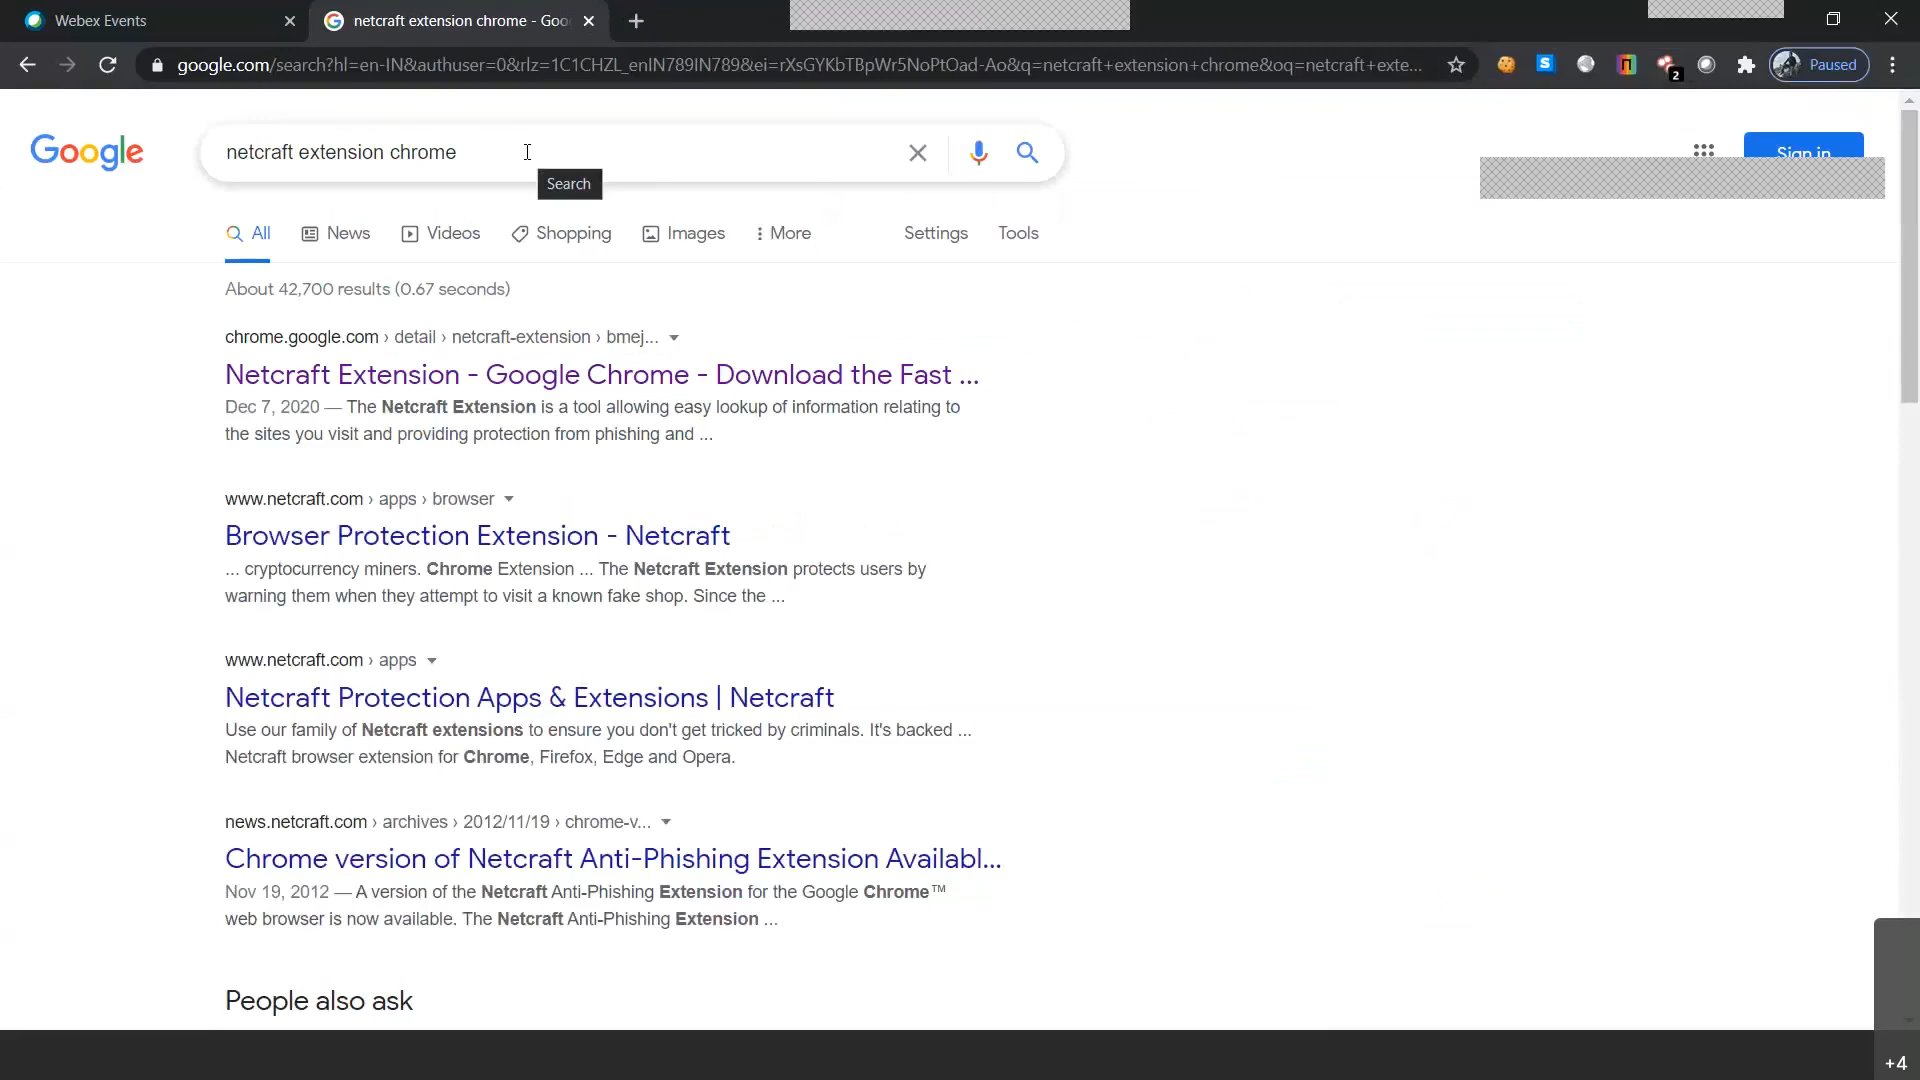 Webex Events
netcraft extension chrome - Goo
google.com/search?hl=en-IN&authuser=0&rlz=1C1CHZL_enIN789IN789&ei=rXsGYKbTBpWr5NoPtOad-Ao&q=netcraft+extension+chrome&oq=netcraft+exte...
2
Paused
Google
netcraft extension chrome
Sign in
Search
All
News
Videos
Shopping
Images
More
Settings
Tools
About 42,700 results (0.67 seconds)
chrome.google.com › detail › netcraft-extension › bmej...
Netcraft Extension - Google Chrome - Download the Fast ...
Dec 7, 2020 — The Netcraft Extension is a tool allowing easy lookup of information relating to
the sites you visit and providing protection from phishing and ...
www.netcraft.com › apps › browser
Browser Protection Extension - Netcraft
... cryptocurrency miners. Chrome Extension ... The Netcraft Extension protects users by
warning them when they attempt to visit a known fake shop. Since the ...
www.netcraft.com › apps
Netcraft Protection Apps & Extensions | Netcraft
Use our family of Netcraft extensions to ensure you don't get tricked by criminals. It's backed ...
Netcraft browser extension for Chrome, Firefox, Edge and Opera.
news.netcraft.com › archives › 2012/11/19 › chrome-v...
Chrome version of Netcraft Anti-Phishing Extension Availabl...
Nov 19, 2012 — A version of the Netcraft Anti-Phishing Extension for the Google Chrome™
web browser is now available. The Netcraft Anti-Phishing Extension ...
People also ask
+4